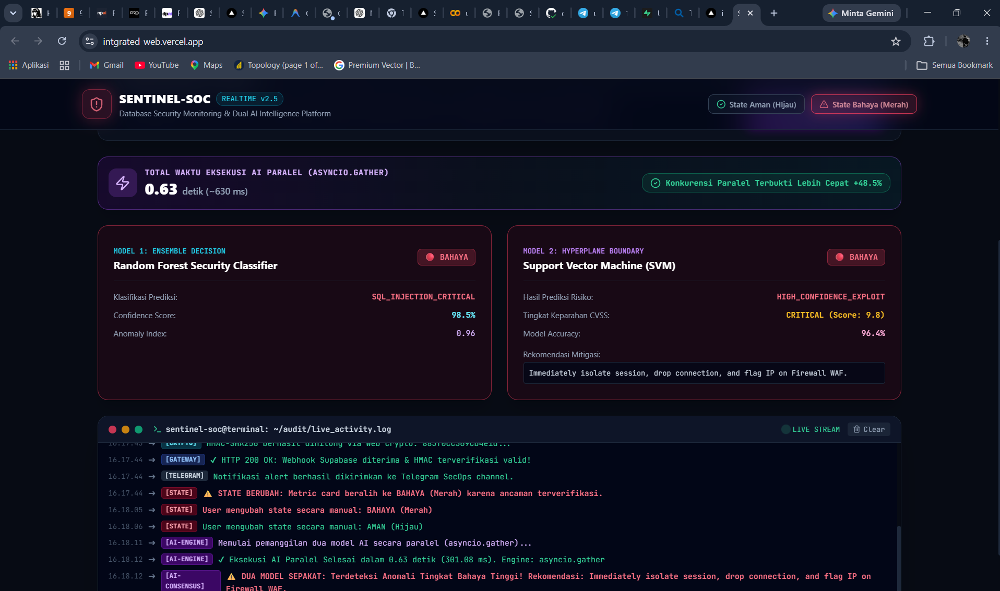 Minta Gemini
intgrated-web.vercel.app
Aplikasi
Gmail
YouTube
Maps
Topology (page 1 of...
Premium Vector | B...
Semua Bookmark
SENTINEL-SOC
REALTIME v2.5
Database Security Monitoring & Dual AI Intelligence Platform
State Aman (Hijau)
State Bahaya (Merah)
TOTAL WAKTU EKSEKUSI AI PARALEL (ASYNCIO.GATHER)
0.63 detik (~630 ms)
Konkurensi Paralel Terbukti Lebih Cepat +48.5%
MODEL 1: ENSEMBLE DECISION
Random Forest Security Classifier
BAHAYA
Klasifikasi Prediksi: SQL_INJECTION_CRITICAL
Confidence Score: 98.5%
Anomaly Index: 0.96
MODEL 2: HYPERPLANE BOUNDARY
Support Vector Machine (SVM)
BAHAYA
Hasil Prediksi Risiko: HIGH_CONFIDENCE_EXPLOIT
Tingkat Keparahan CVSS: CRITICAL (Score: 9.8)
Model Accuracy: 96.4%
Rekomendasi Mitigasi:
Immediately isolate session, drop connection, and flag IP on Firewall WAF.
>_ sentinel-soc@terminal: ~/audit/live_activity.log
LIVE STREAM
Clear
[CRYPTO] HMAC-SHA256 berhasil dihitung via Web Crypto:
16.17.44 → [GATEWAY] ✓ HTTP 200 OK: Webhook Supabase diterima & HMAC terverifikasi valid!
16.17.44 → [TELEGRAM] Notifikasi alert berhasil dikirimkan ke Telegram SecOps channel.
16.17.44 → [STATE] ⚠ STATE BERUBAH: Metric card beralih ke BAHAYA (Merah) karena ancaman terverifikasi.
16.18.05 → [STATE] User mengubah state secara manual: BAHAYA (Merah)
16.18.06 → [STATE] User mengubah state secara manual: AMAN (Hijau)
16.18.11 → [AI-ENGINE] Memulai pemanggilan dua model AI secara paralel (asyncio.gather)...
16.18.12 → [AI-ENGINE] ✓ Eksekusi AI Paralel Selesai dalam 0.63 detik (301.08 ms). Engine: asyncio.gather
16.18.12 → [AI-CONSENSUS] ⚠ DUA MODEL SEPAKAT: Terdeteksi Anomali Tingkat Bahaya Tinggi! Rekomendasi: Immediately isolate session, drop connection, and flag IP on
Firewall WAF.